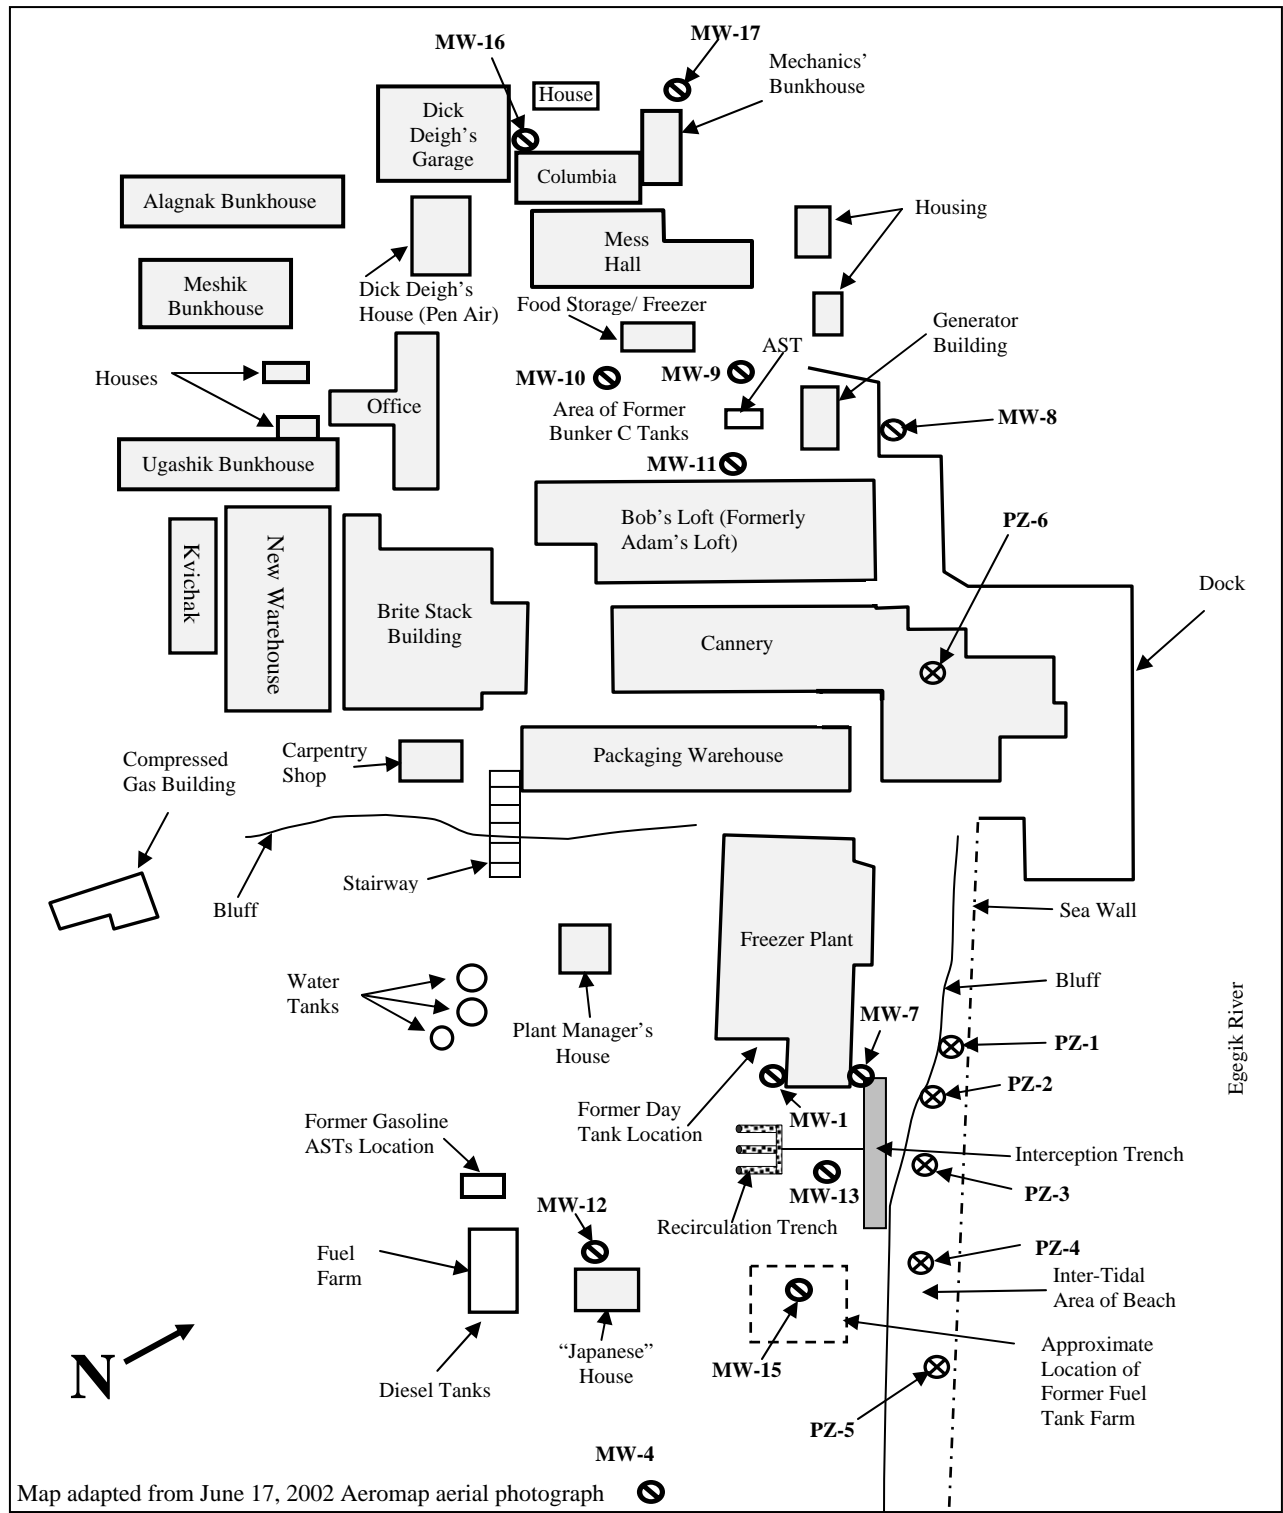 MW-16
MW-17
Mechanics’
Bunkhouse
House
Dick
Deigh’s
Garage
Columbia
Alagnak Bunkhouse
Housing
Mess
Hall
Meshik
Bunkhouse
Dick Deigh’s
House (Pen Air)
Food Storage/ Freezer
Generator
Building
AST
Houses
MW-10
MW-9
Office
Area of Former
Bunker C Tanks
MW-8
Ugashik Bunkhouse
MW-11
Bob’s Loft (Formerly
Adam’s Loft)
PZ-6
Kvichak
New Warehouse
Brite Stack
Building
Cannery
Dock
Compressed
Gas Building
Carpentry
Shop
Packaging Warehouse
Stairway
Bluff
Sea Wall
Freezer Plant
Bluff
Water
Tanks
Plant Manager’s
House
MW-7
PZ-1
Egegik River
PZ-2
Former Gasoline
ASTs Location
Former Day
Tank Location
MW-1
Interception Trench
MW-13
PZ-3
MW-12
Recirculation Trench
Fuel
Farm
PZ-4
Inter-Tidal
Area of Beach
N
“Japanese”
House
MW-15
Approximate
Location of
Former Fuel
Tank Farm
Diesel Tanks
PZ-5
MW-4
Map adapted from June 17, 2002 Aeromap aerial photograph